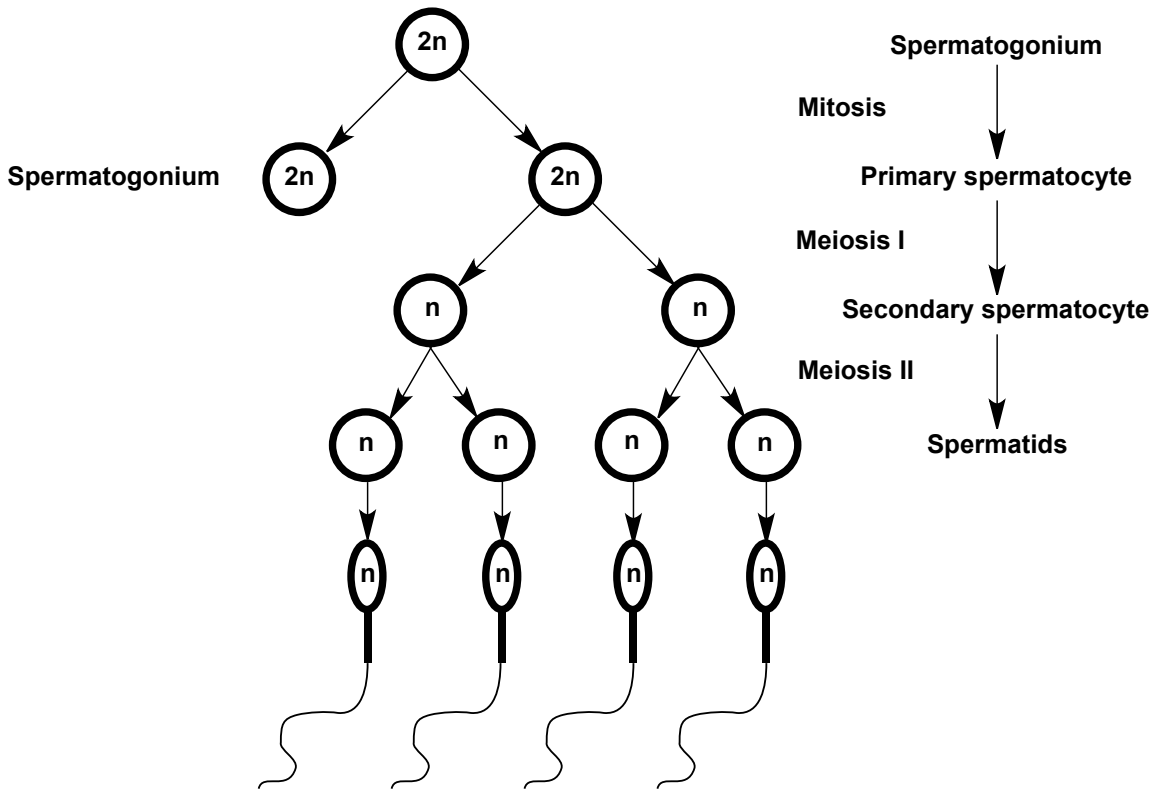 2n
Spermatogonium
Mitosis
Spermatogonium
2n
2n
Primary spermatocyte
Meiosis I
n
n
Secondary spermatocyte
Meiosis II
n
n
n
n
Spermatids
n
n
n
n